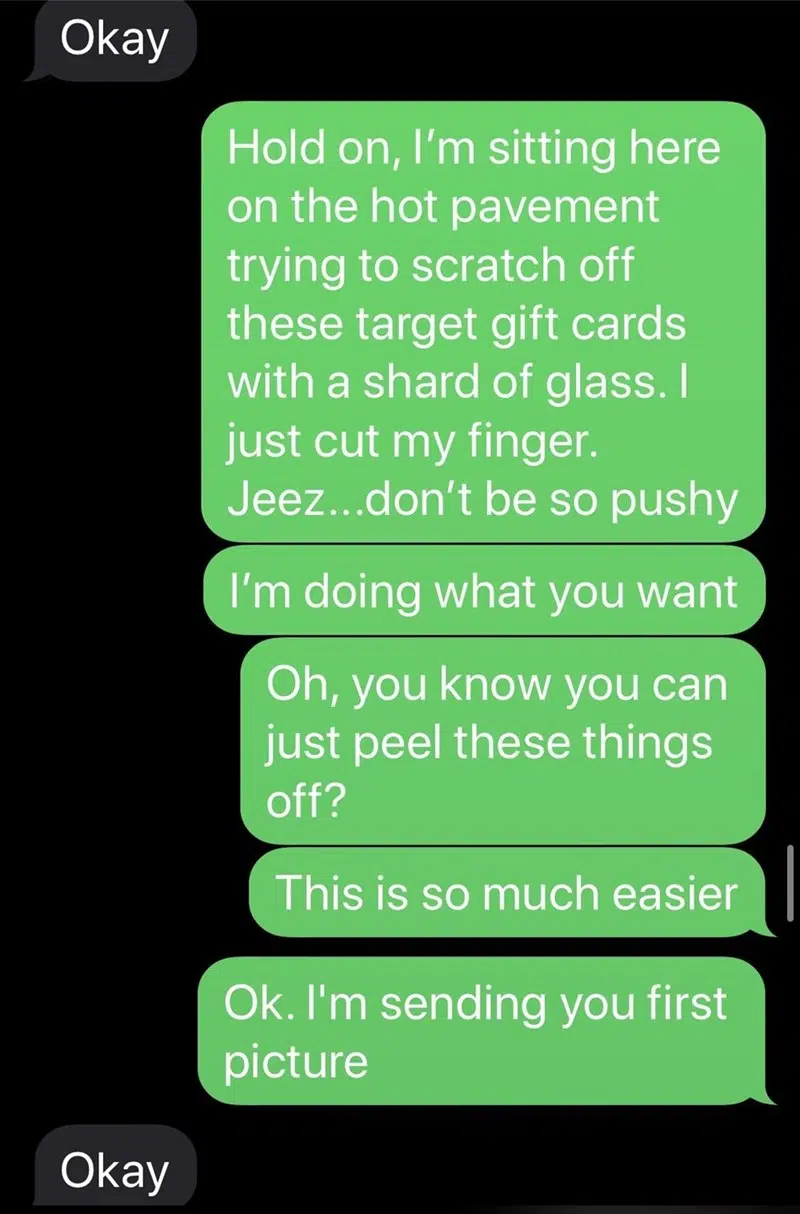 Okay
Hold on, I’m sitting here
on the hot pavement
trying to scratch off
these target gift cards
with a shard of glass. I
just cut my finger.
Jeez...don’t be so pushy
I’m doing what you want
Oh, you know you can
just peel these things
off?
This is so much easier
Ok. I'm sending you first
picture
Okay